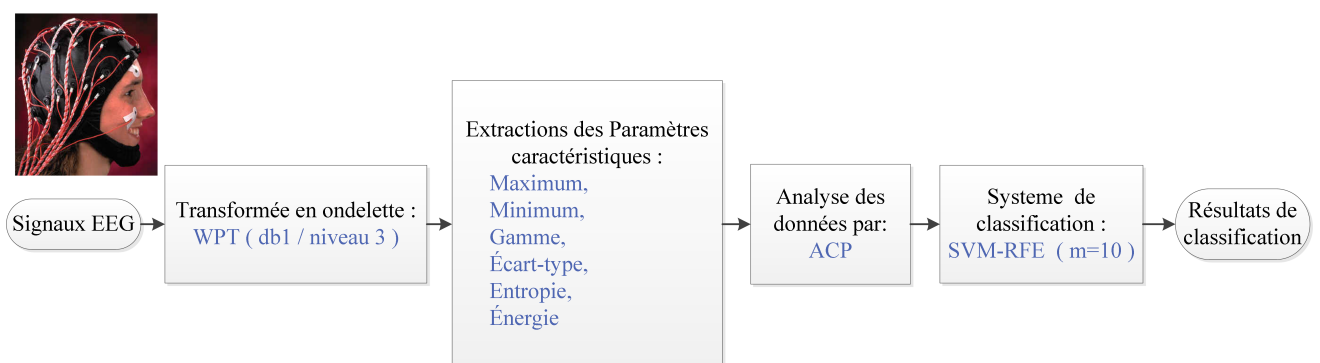 Signaux EEG
Transformée en ondelette :
WPT ( db1 / niveau 3 )
Extractions des Paramètres
caractéristiques :
Maximum,
Minimum,
Gamme,
Écart-type,
Entropie,
Énergie
Analyse des
données par:
ACP
Systeme de
classification :
SVM-RFE ( m=10 )
Résultats de
classification